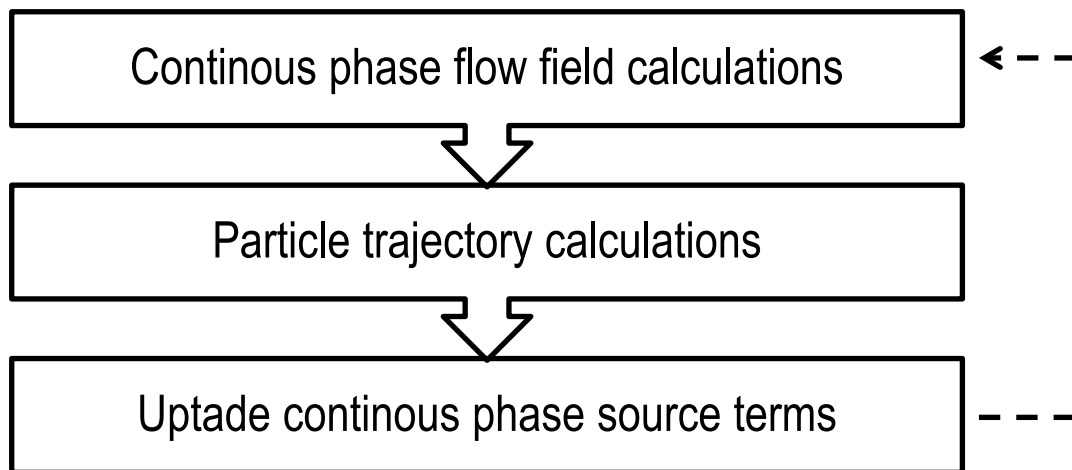 Continous phase flow field calculations
Particle trajectory calculations
Uptade continous phase source terms